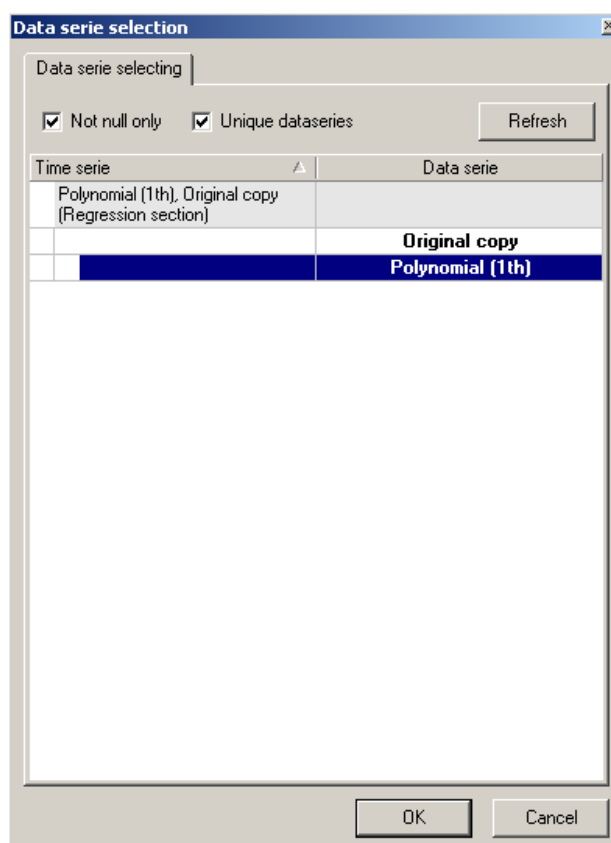 Data serie selection
Data serie selecting
Not null only Unique dataseries Refresh
Time serie Data serie
Polynomial (1th), Original copy
(Regression section)
Original copy
Polynomial (1th)
OK Cancel